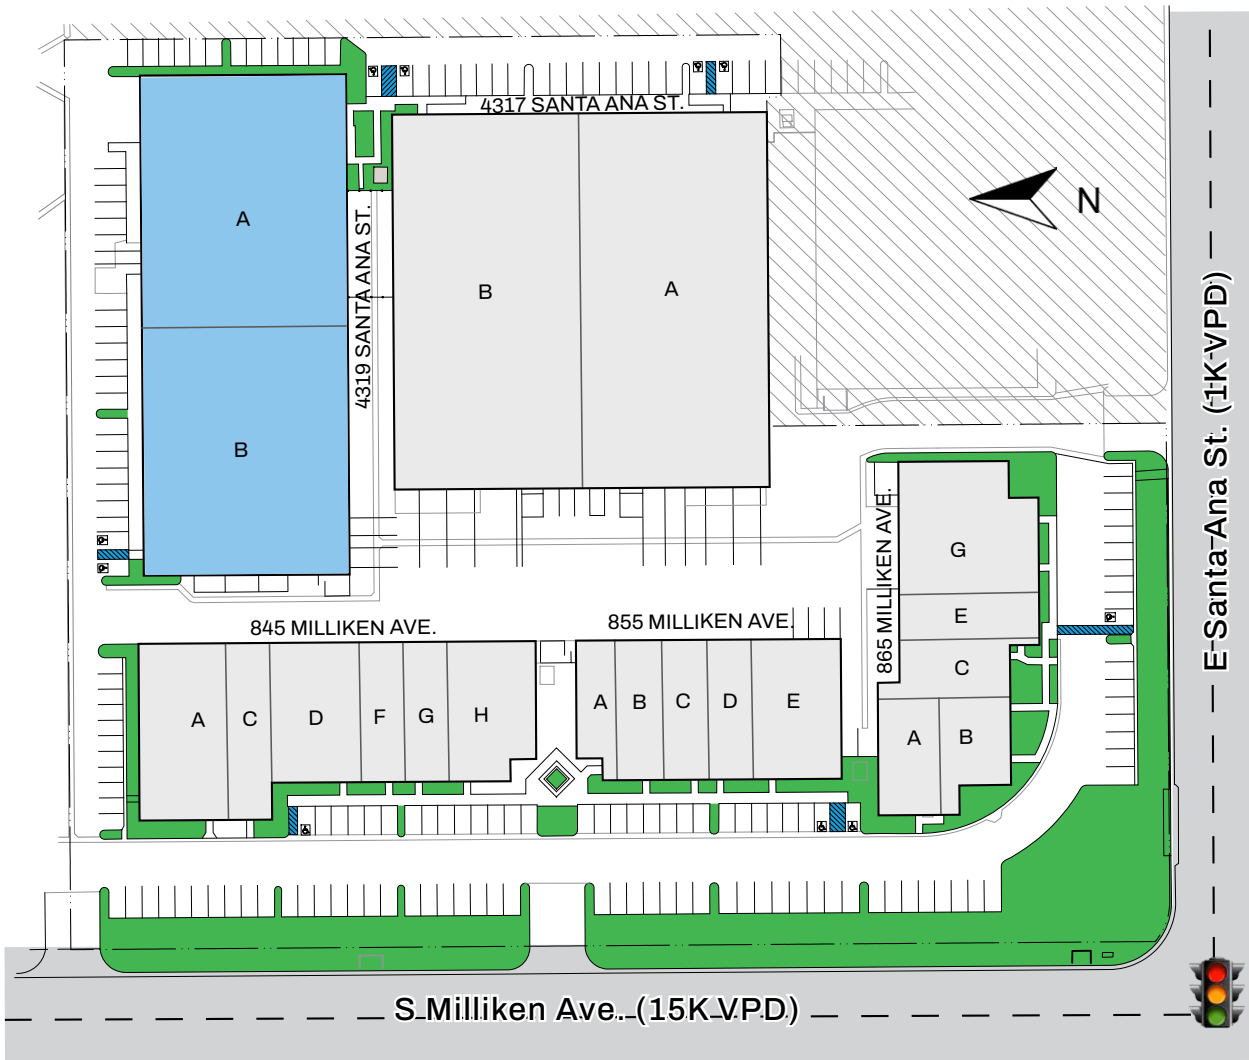 4317 SANTA ANA ST.
A
B
A
4319 SANTA ANA ST.
N
B
E Santa Ana St. (1K VPD)
865 MILLIKEN AVE.
G
E
C
A
B
845 MILLIKEN AVE.
A
C
D
F
G
H
855 MILLIKEN AVE.
A
B
C
D
E
S Milliken Ave. (15K VPD)